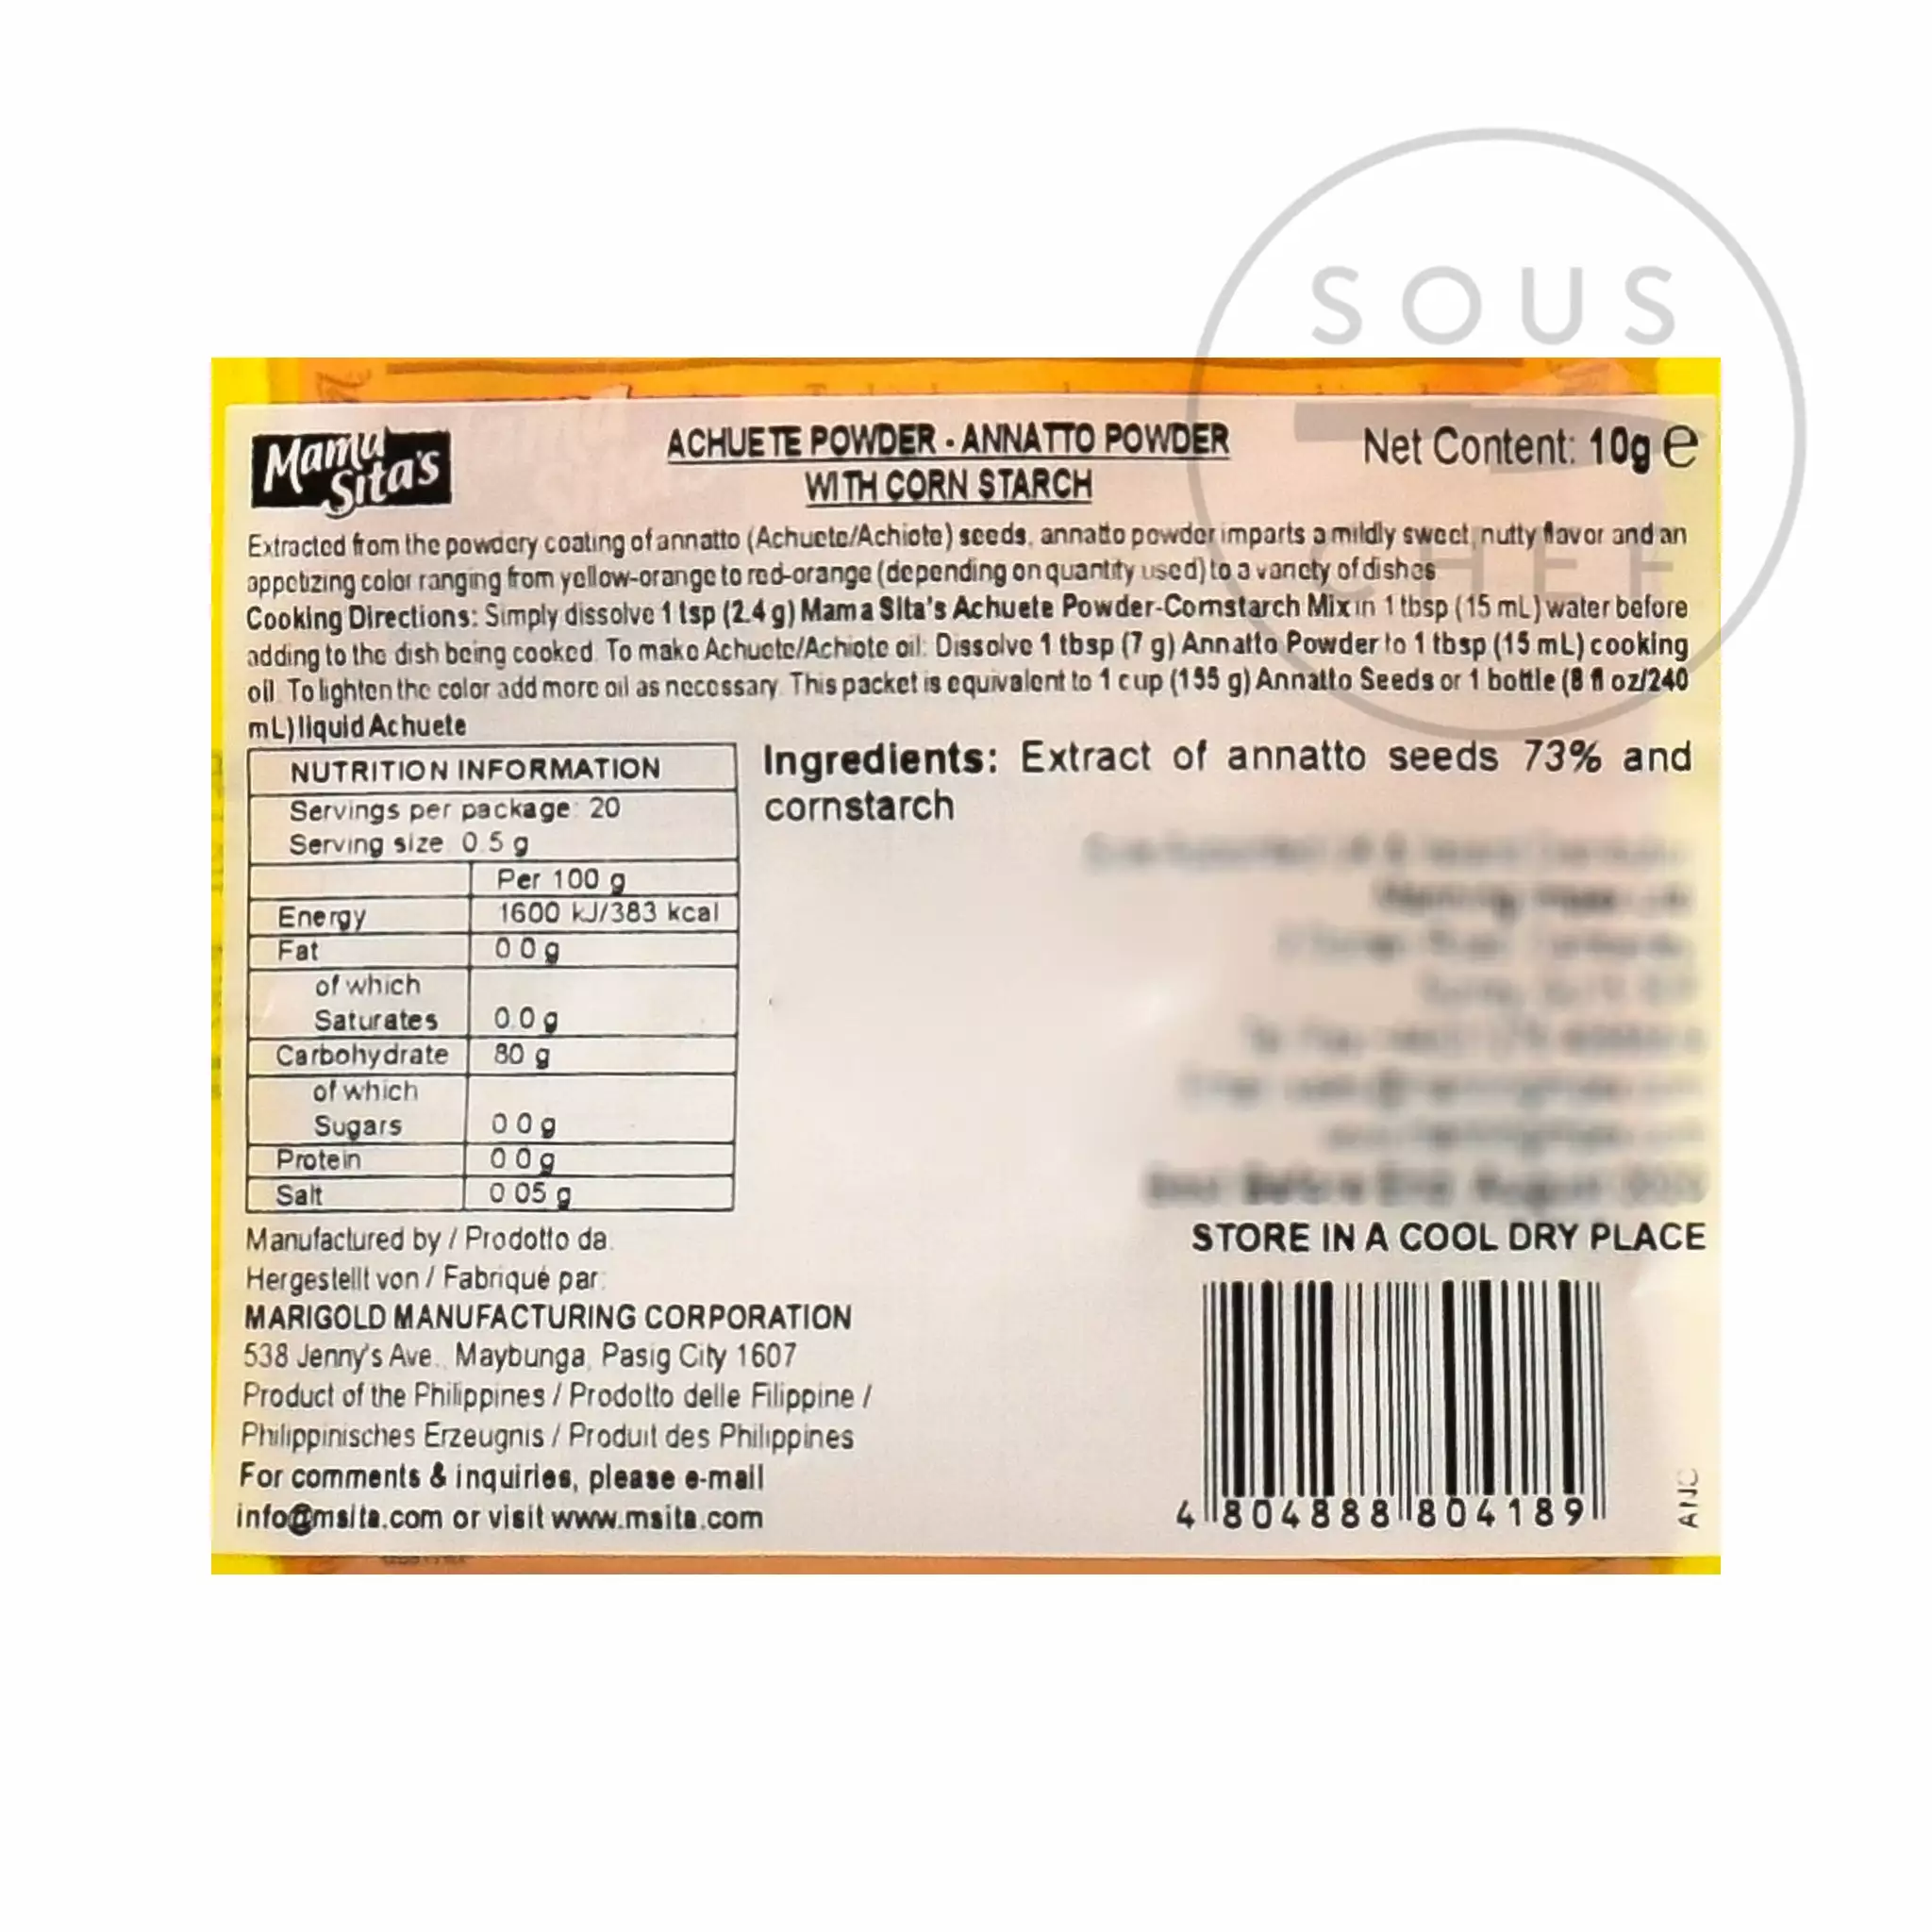 SOUS
CHEF
Mama
Sita's
ACHUETE POWDER - ANNATTO POWDER
WITH CORN STARCH
Net Content: 10g e
Extracted from the powdery coating of annatto (Achuete/Achiote) seeds, annatto powder imparts a mildly sweet, nutty flavor and an
appetizing color ranging from yellow-orange to red-orange (depending on quantity used) to a variety of dishes
Cooking Directions: Simply dissolve 1 tsp (2.4 g) Mama Sita's Achuete Powder-Cornstarch Mix in 1 tbsp (15 mL) water before
adding to the dish being cooked. To make Achuete/Achiote oil: Dissolve 1 tbsp (7 g) Annatto Powder to 1 tbsp (15 mL) cooking
oil. To lighten the color add more oil as necessary. This packet is equivalent to 1 cup (155 g) Annatto Seeds or 1 bottle (8 fl oz/240
mL) liquid Achuete
NUTRITION INFORMATION
Servings per package: 20
Serving size 0.5 g
Per 100 g
Energy 1600 kJ/383 kcal
Fat 0.0 g
of which
Saturates 0.0 g
Carbohydrate 80 g
of which
Sugars 0.0 g
Protein 0.0 g
Salt 0.05 g
Ingredients: Extract of annatto seeds 73% and
cornstarch
STORE IN A COOL DRY PLACE
Manufactured by / Prodotto da:
Hergestellt von / Fabriqué par:
MARIGOLD MANUFACTURING CORPORATION
538 Jenny's Ave., Maybunga, Pasig City 1607
Product of the Philippines / Prodotto delle Filippine /
Philippinisches Erzeugnis / Produit des Philippines
For comments & inquiries, please e-mail
info@msita.com or visit www.msita.com
4 804888 804189
ANC